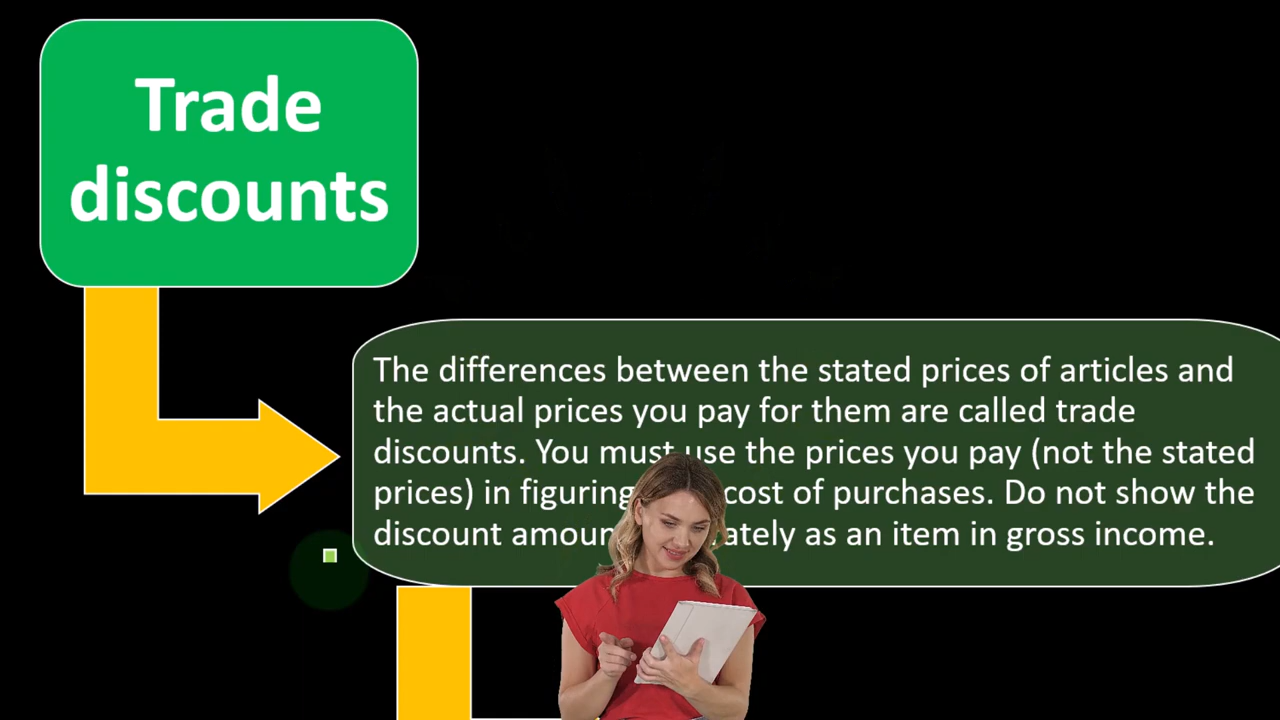 Trade
discounts
The differences between the stated prices of articles and
the actual prices you pay for them are called trade
discounts. You must use the prices you pay (not the stated
prices) in figuring cost of purchases. Do not show the
discount as an item in gross income.